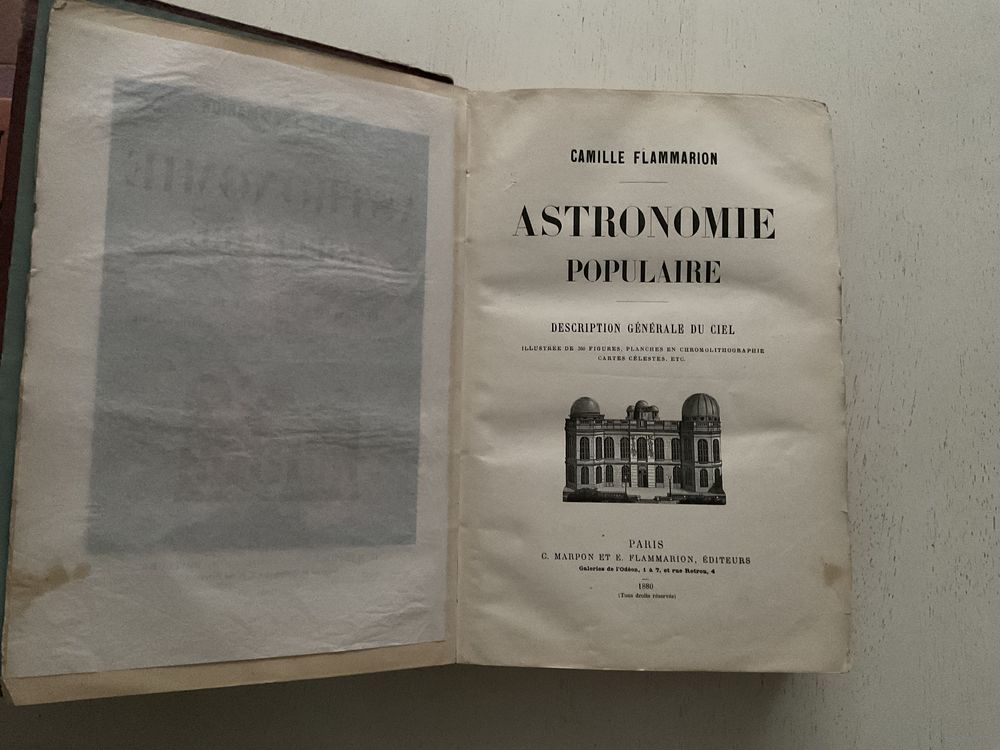 CAMILLE FLAMMARION
ASTRONOMIE
POPULAIRE
DESCRIPTION GÉNÉRALE DU CIEL
ILLUSTRÉE DE 360 FIGURES, PLANCHES EN CHROMOLITHOGRAPHIE
CARTES CÉLESTES, ETC.
PARIS
C. MARPON ET E. FLAMMARION, ÉDITEURS
Galeries de l'Odéon, 1 à 7, et rue Rotrou, 4
1880
(Tous droits réservés)